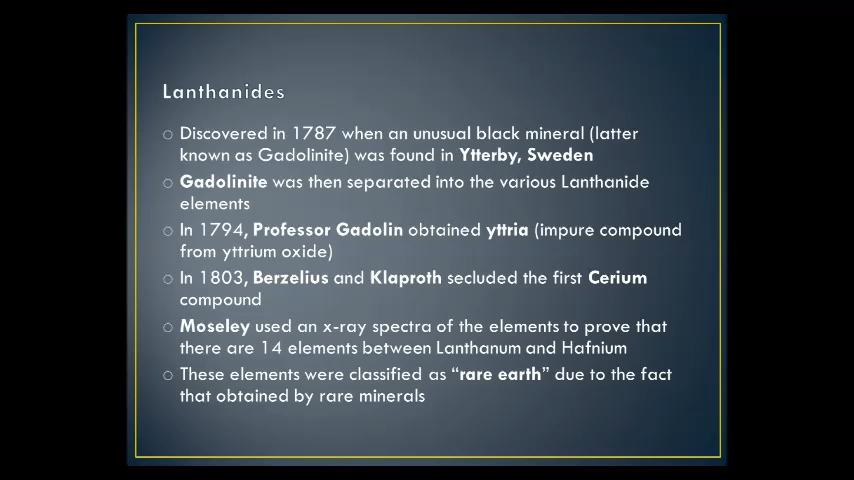 Lanthanides
Discovered in 1787 when an unusual black mineral (latter
known as Gadolinite) was found in Ytterby, Sweden
Gadolinite was then separated into the various Lanthanide
elements
In 1794, Professor Gadolin obtained yttria (impure compound
from yttrium oxide)
In 1803, Berzelius and Klaproth secluded the first Cerium
compound
Moseley used an x-ray spectra of the elements to prove that
there are 14 elements between Lanthanum and Hafnium
These elements were classified as “rare earth” due to the fact
that obtained by rare minerals